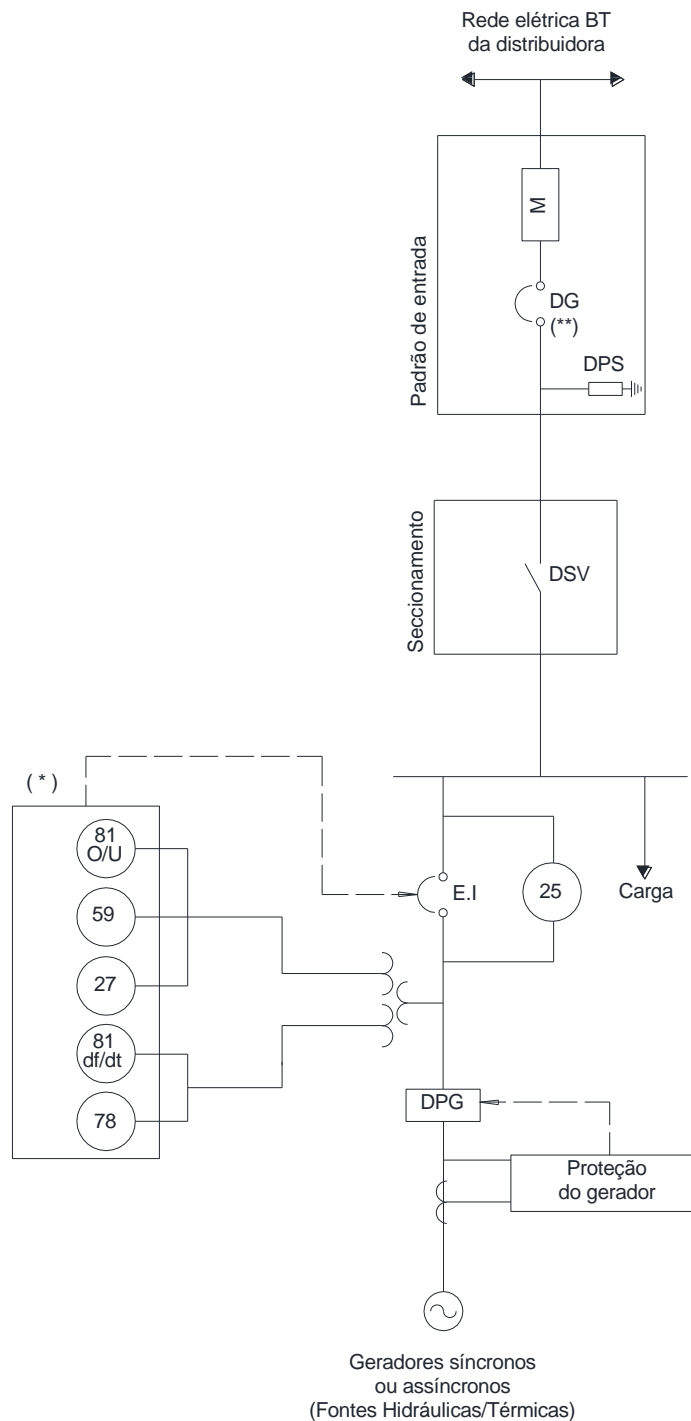 Rede elétrica BT
da distribuidora
Padrão de entrada
M
DG
(**)
DPS
Seccionamento
DSV
( * )
81
O/U
59
27
81
df/dt
78
E.I
25
Carga
DPG
Proteção
do gerador
Geradores síncronos
ou assíncronos
(Fontes Hidráulicas/Térmicas)